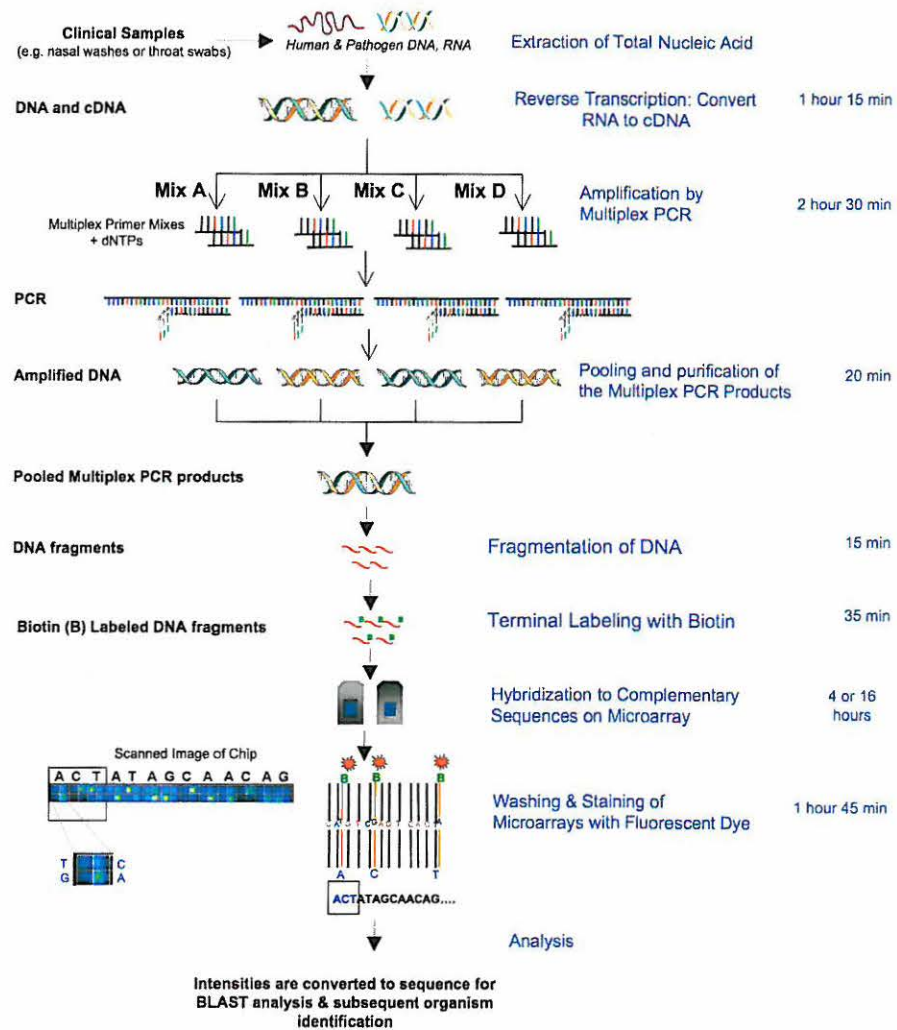 Clinical Samples
(e.g. nasal washes or throat swabs)
Human & Pathogen DNA, RNA
Extraction of Total Nucleic Acid
DNA and cDNA
Reverse Transcription: Convert
RNA to cDNA
1 hour 15 min
Mix A
Mix B
Mix C
Mix D
Multiplex Primer Mixes
+ dNTPs
Amplification by
Multiplex PCR
2 hour 30 min
PCR
Amplified DNA
Pooling and purification of
the Multiplex PCR Products
20 min
Pooled Multiplex PCR products
DNA fragments
Fragmentation of DNA
15 min
Biotin (B) Labeled DNA fragments
Terminal Labeling with Biotin
35 min
Hybridization to Complementary
Sequences on Microarray
4 or 16
hours
Scanned Image of Chip
A C T A T A G C A A C A G
T C
G A
B B B
Washing & Staining of
Microarrays with Fluorescent Dye
1 hour 45 min
A C T
ACTATAGCAACAG....
Analysis
Intensities are converted to sequence for
BLAST analysis & subsequent organism
identification